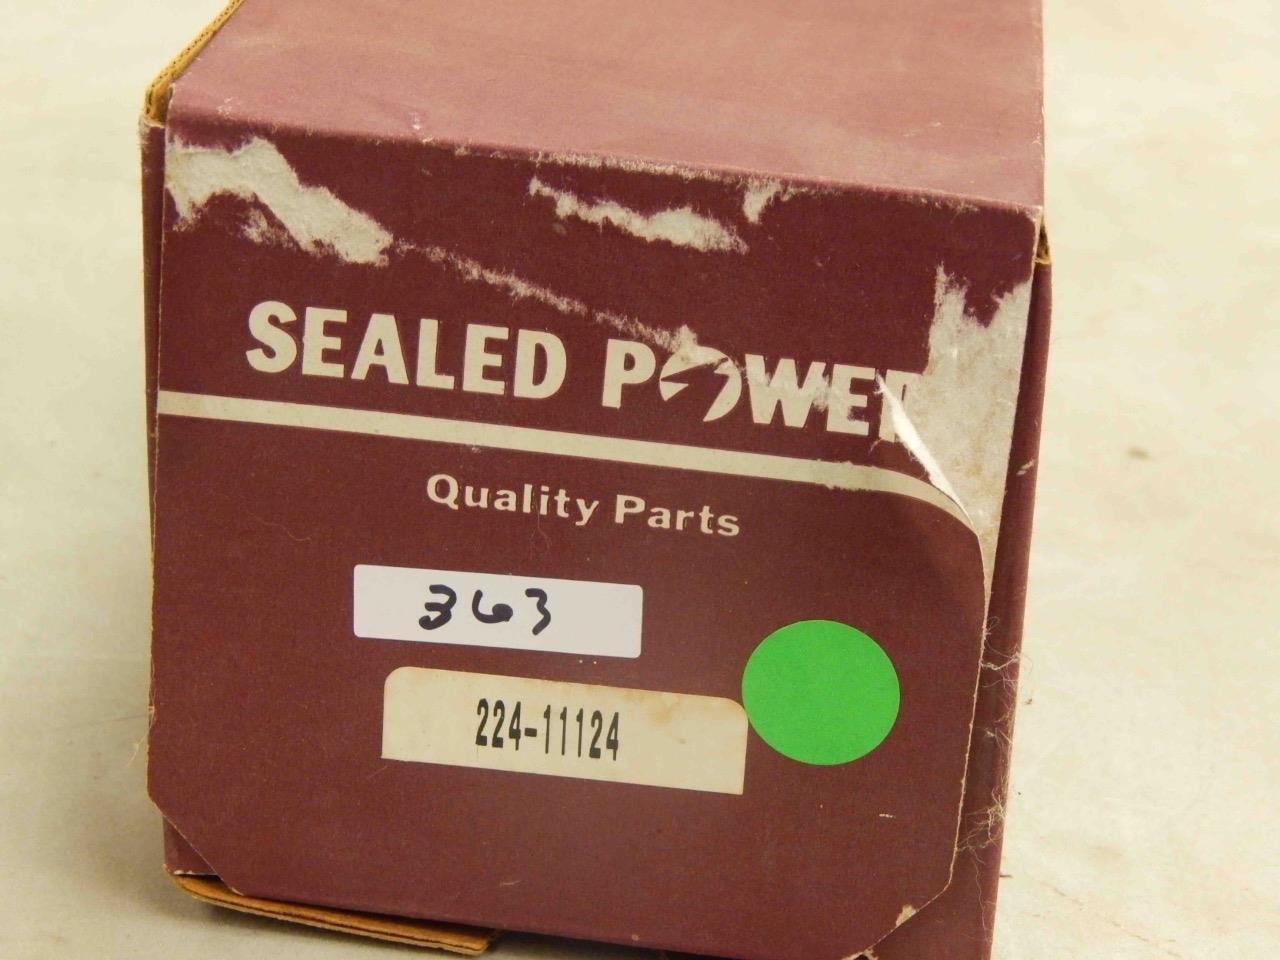 SEALED POWER
Quality Parts
363
224-11124